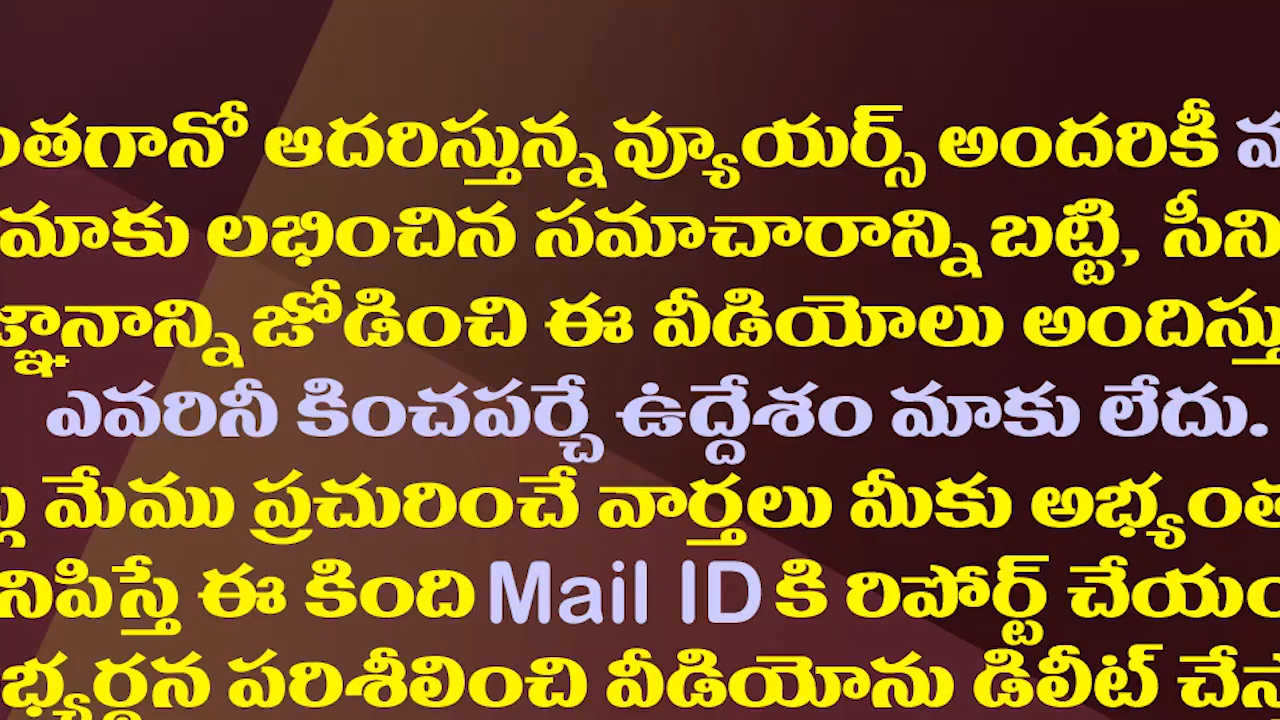 ఆదరిస్తున్న వ్యూయర్స్ అందరికీ
మాకు లభించిన సమాచారాన్ని బట్టి,
జోడించి ఈ వీడియోలు
ఎవరినీ కించపర్చే ఉద్దేశం మాకు లేదు.
మేము ప్రచురించే వార్తలు మీకు
ఈ కింది Mail ID కి రిపోర్ట్
పరిశీలించి వీడియోను డిలీట్